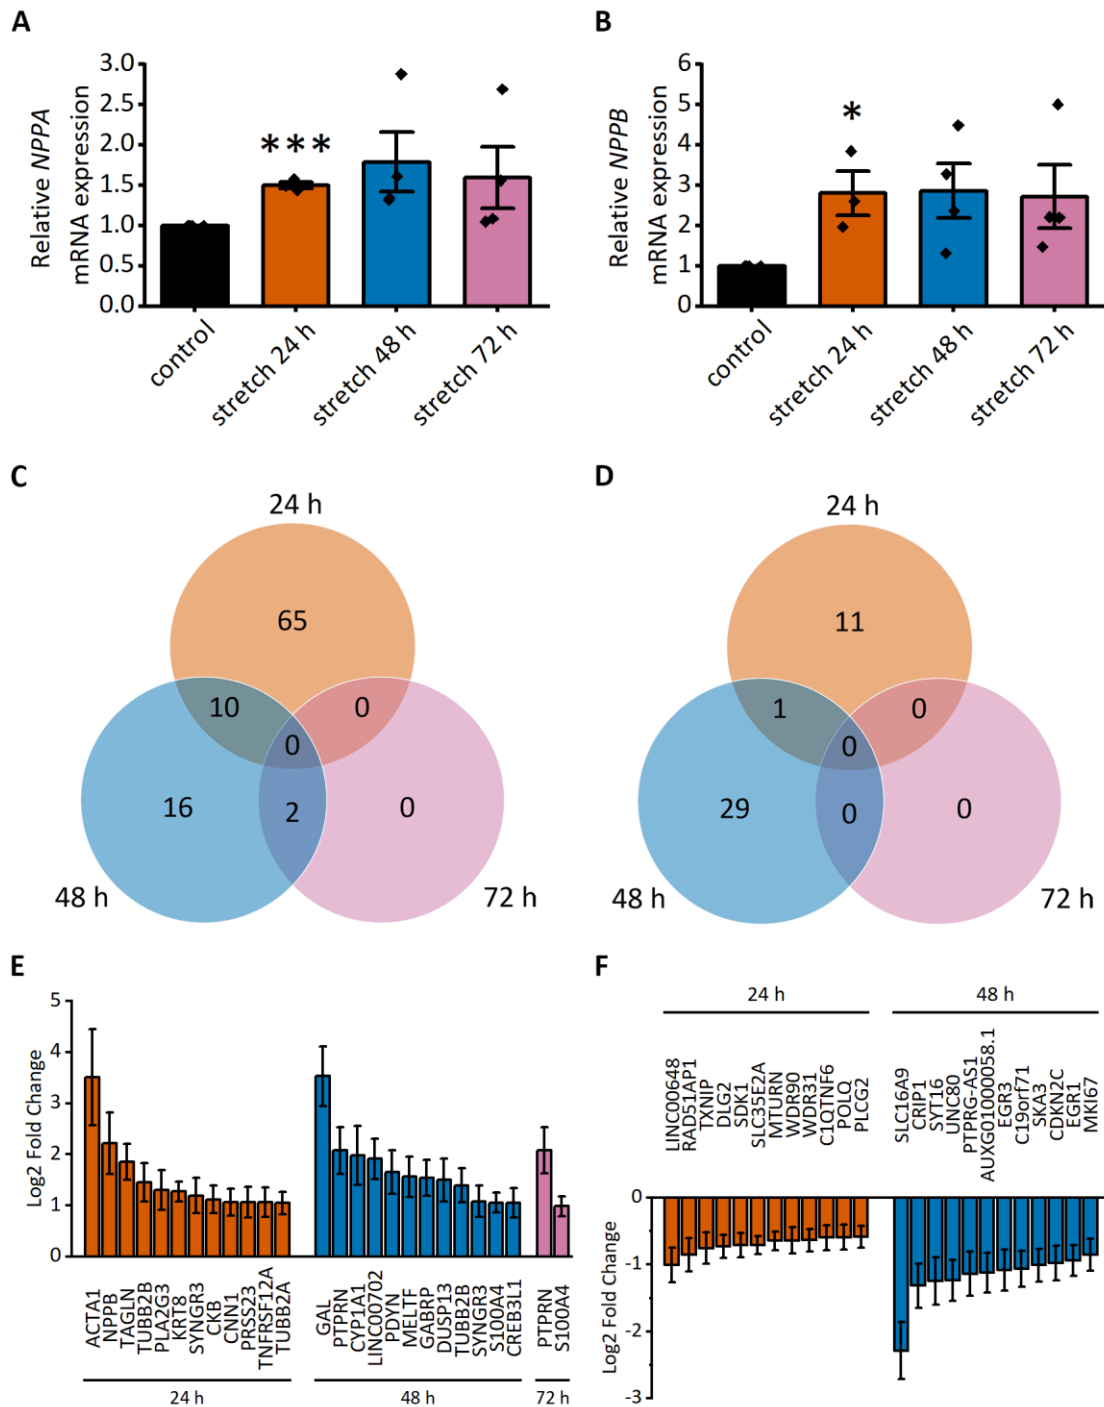 A
Relative NPPA
mRNA expression
3.0
2.5
2.0
1.5
1.0
0.5
0.0
***
control
stretch 24 h
stretch 48 h
stretch 72 h
B
Relative NPPB
mRNA expression
6
5
4
3
2
1
0
*
control
stretch 24 h
stretch 48 h
stretch 72 h
C
24 h
65
10
0
0
16
2
0
48 h
72 h
D
24 h
11
1
0
0
29
0
0
48 h
72 h
E
Log2 Fold Change
5
4
3
2
1
0
ACTA1
NPPB
TAGLN
TUBB2B
PLA2G3
KRT8
SYNGR3
CKB
CNN1
PRSS23
TNFRSF12A
TUBB2A
24 h
GAL
PTPRN
CYP1A1
LINC00702
PDYN
MELTF
GABRP
DUSP13
TUBB2B
SYNGR3
S100A4
CREB3L1
48 h
PTPRN
S100A4
72 h
F
24 h
48 h
LINC00648
RAD51AP1
TXNIP
DLG2
SDK1
SLC35E2A
MTURN
WDR90
WDR31
C1QTNF6
POLQ
PLCG2
SLC16A9
CRIP1
SYT16
UNC80
PTPRG-AS1
AUXG01000058.1
EGR3
C19orf71
SKA3
CDKN2C
EGR1
MKI67
Log2 Fold Change
0
-1
-2
-3